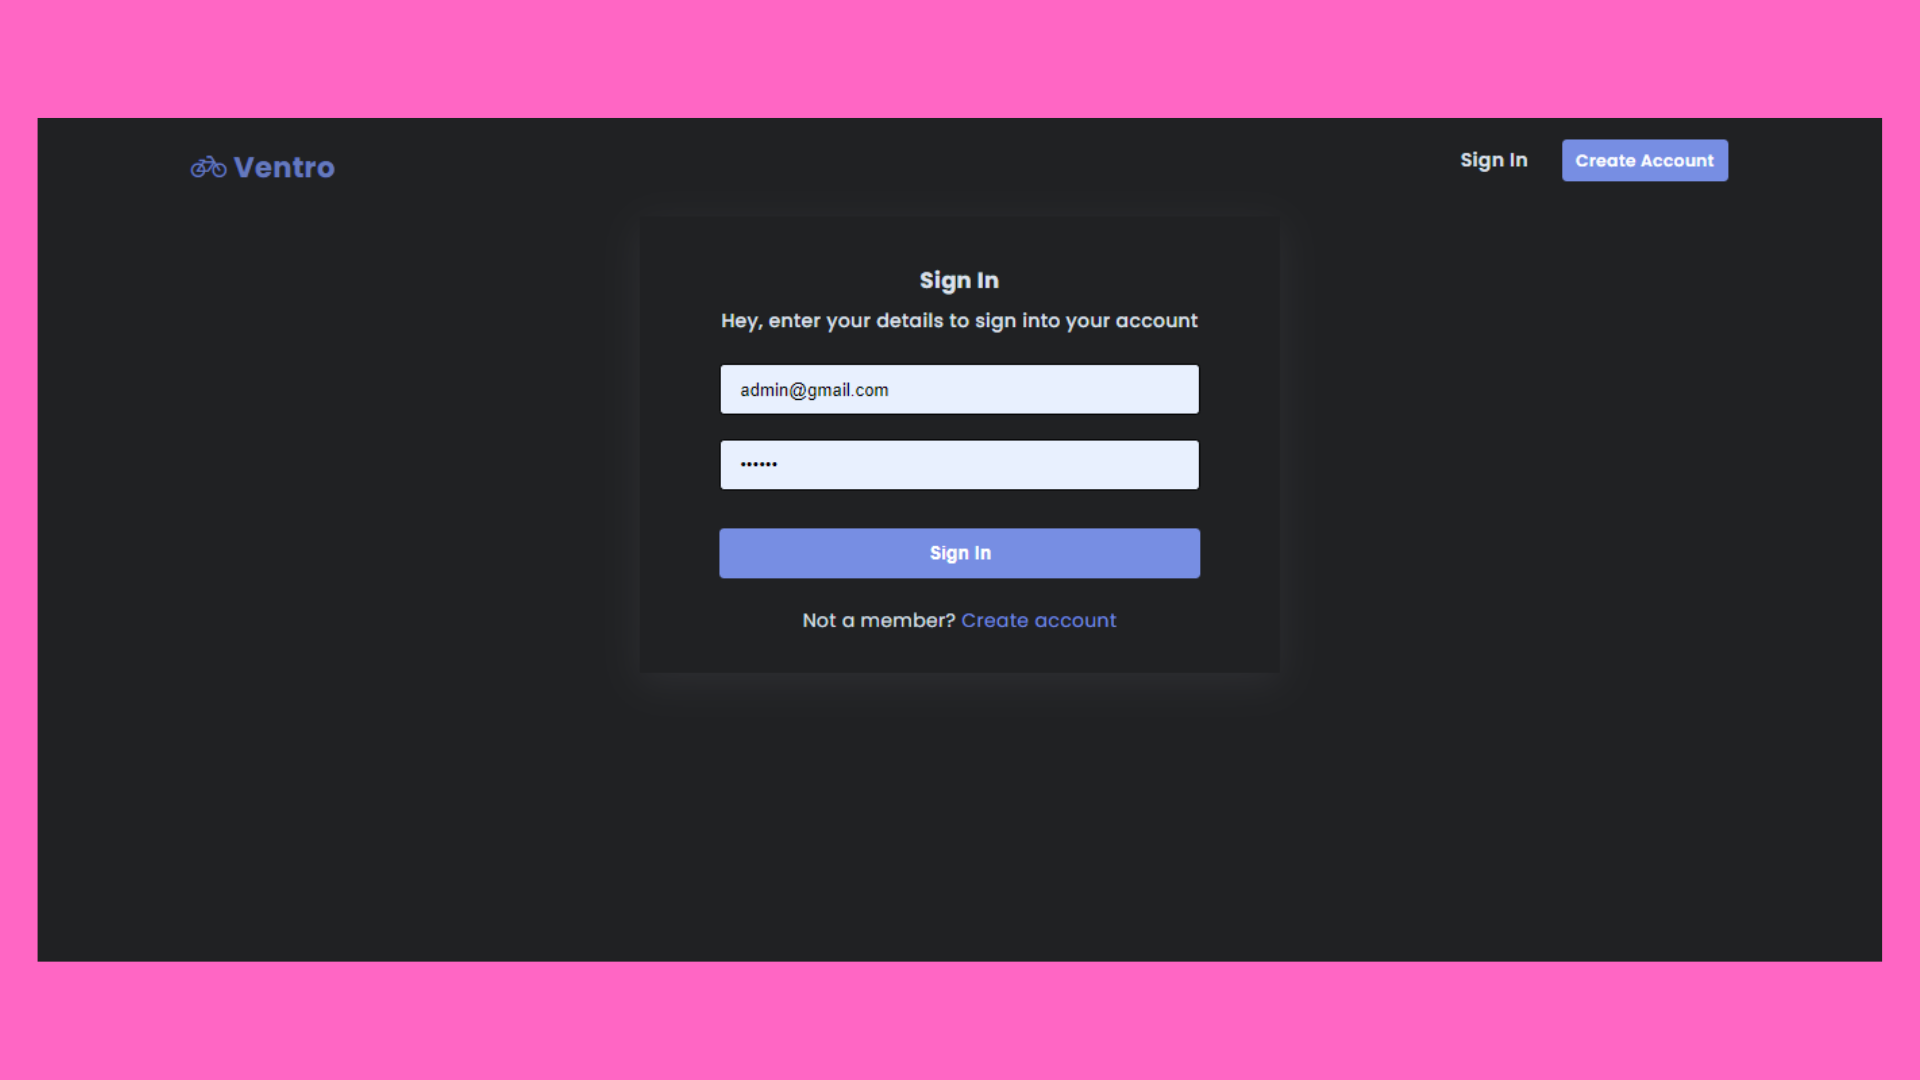 Ventro
Sign In
Create Account
Sign In
Hey, enter your details to sign into your account
admin@gmail.com
••••••
Sign In
Not a member? Create account